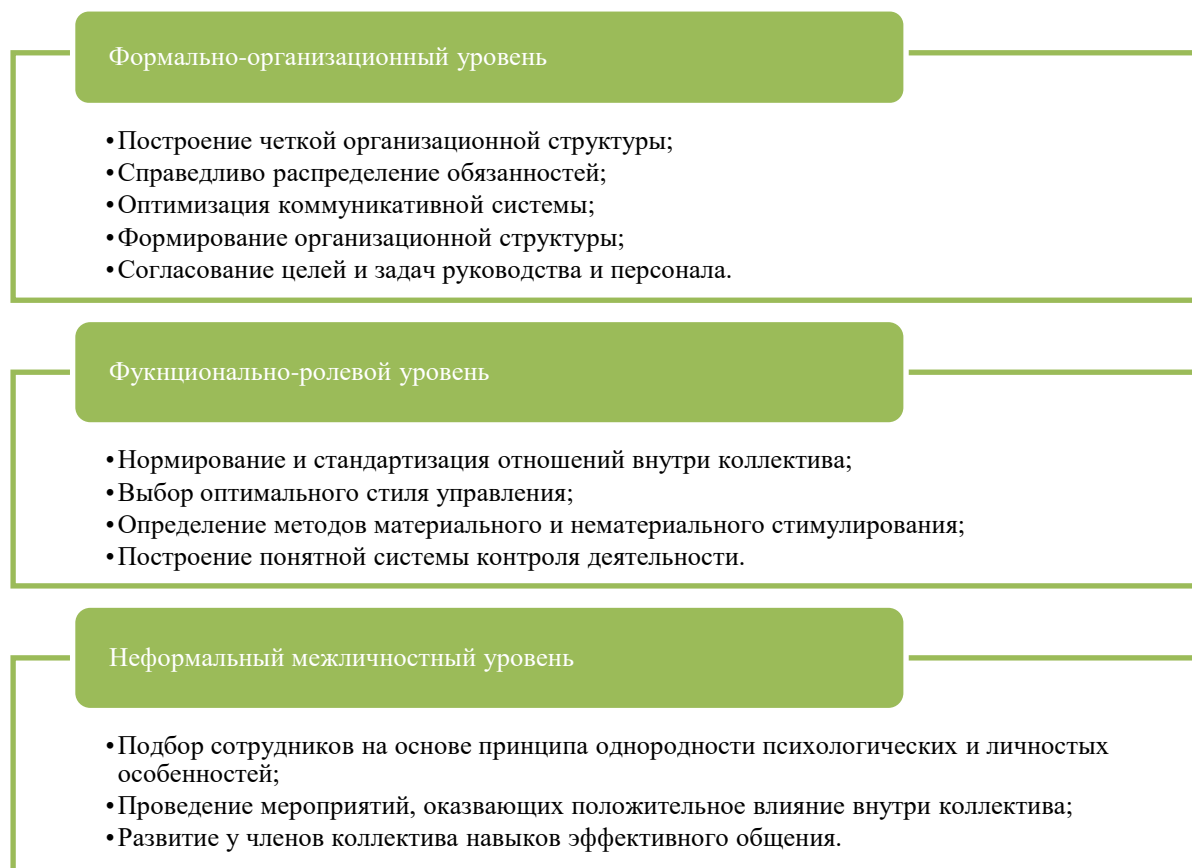 Формально-организационный уровень
•Построение четкой организационной структуры;
•Справедливо распределение обязанностей;
•Оптимизация коммуникативной системы;
•Формирование организационной структуры;
•Согласование целей и задач руководства и персонала.
Фукнционально-ролевой уровень
•Нормирование и стандартизация отношений внутри коллектива;
•Выбор оптимального стиля управления;
•Определение методов материального и нематериального стимулирования;
•Построение понятной системы контроля деятельности.
Неформальный межличностный уровень
•Подбор сотрудников на основе принципа однородности психологических и личностых
особенностей;
•Проведение мероприятий, оказвающих положительное влияние внутри коллектива;
•Развитие у членов коллектива навыков эффективного общения.